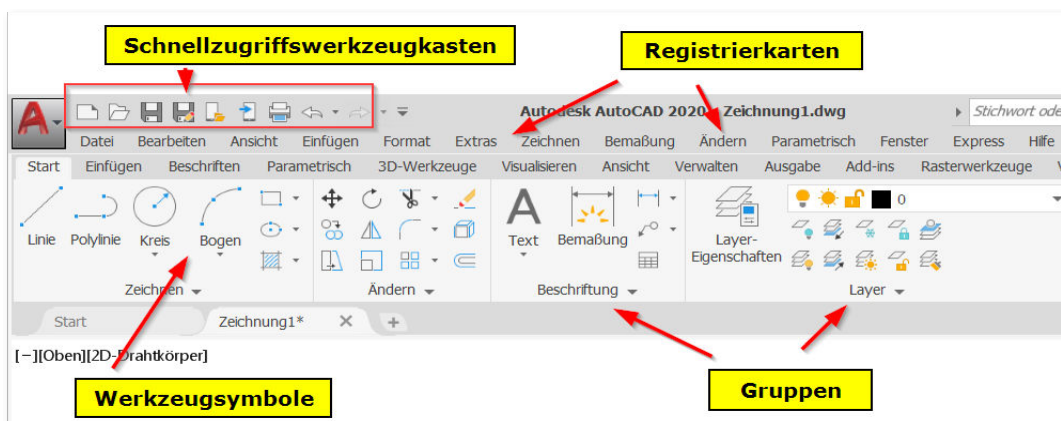 Schnellzugriffswerkzeugkasten
Registrierkarten
Autodesk AutoCAD 2020 Zeichnung1.dwg
Stichwort ode
Datei Bearbeiten Ansicht Einfügen Format Extras Zeichnen Bemaßung Ändern Parametrisch Fenster Express Hilfe
Start Einfügen Beschriften Parametrisch 3D-Werkzeuge Visualisieren Ansicht Verwalten Ausgabe Add-ins Rasterwerkzeuge V
0
Linie Polylinie Kreis Bogen Text Bemaßung Layer-
Eigenschaften
Zeichnen Ändern Beschriftung Layer
Start Zeichnung1*
[−][Oben][2D-Drahtkörper]
Werkzeugsymbole
Gruppen